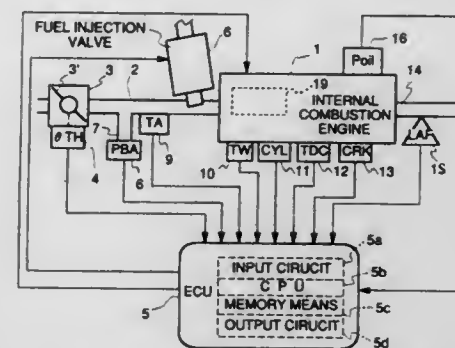 FUEL INJECTION
VALVE
6
1
16
Poil
3'
3
2
19
14
INTERNAL
COMBUSTION
ENGINE
θ TH
7
PBA
TA
LAF
4
6
9
TW
CYL
TDC
CRK
10
11
12
13
1S
5a
INPUT CIRUCIT
5b
ECU
C P U
MEMORY MEANS
5
5c
OUTPUT CIRUCIT
5d